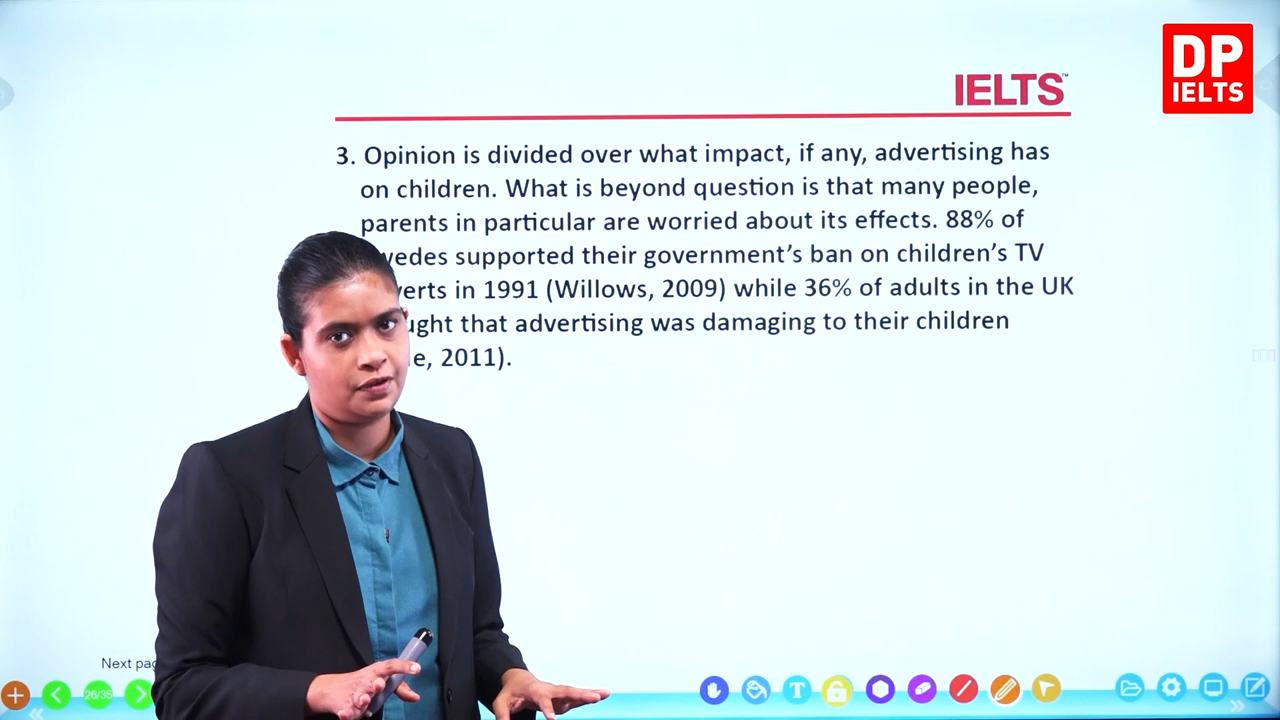 DP
IELTS
IELTS™
3. Opinion is divided over what impact, if any, advertising has
on children. What is beyond question is that many people,
parents in particular are worried about its effects. 88% of
supported their government's ban on children's TV
in 1991 (Willows, 2009) while 36% of adults in the UK
that advertising was damaging to their children
2011).
Next
26/35
T